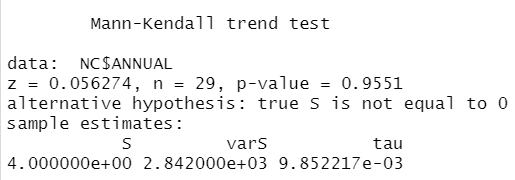 Mann-Kendall trend test
data:  NC$ANNUAL
z = 0.056274, n = 29, p-value = 0.9551
alternative hypothesis: true S is not equal to 0
sample estimates:
           S         varS          tau
4.000000e+00 2.842000e+03 9.852217e-03